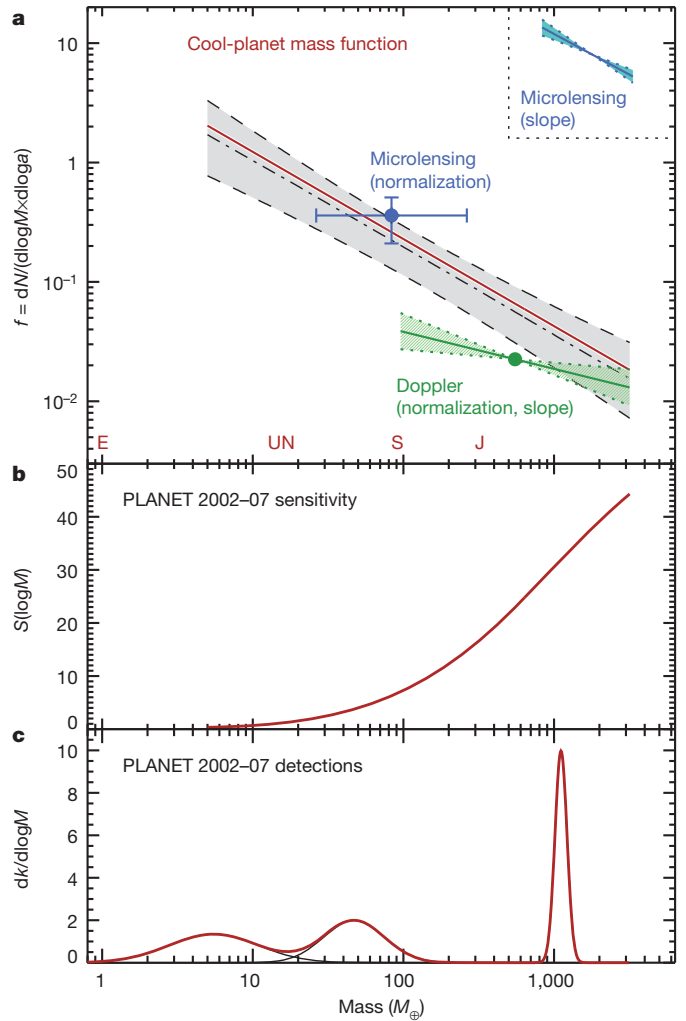 a
10
1
10⁻¹
10⁻²
f = dN/(dlogM×dloga)
Cool-planet mass function
Microlensing
(slope)
Microlensing
(normalization)
Doppler
(normalization, slope)
E
UN
S
J
b
50
40
30
20
10
0
S(logM)
PLANET 2002–07 sensitivity
c
10
8
6
4
2
0
dk/dlogM
PLANET 2002–07 detections
1
10
100
1,000
Mass (M⊕)